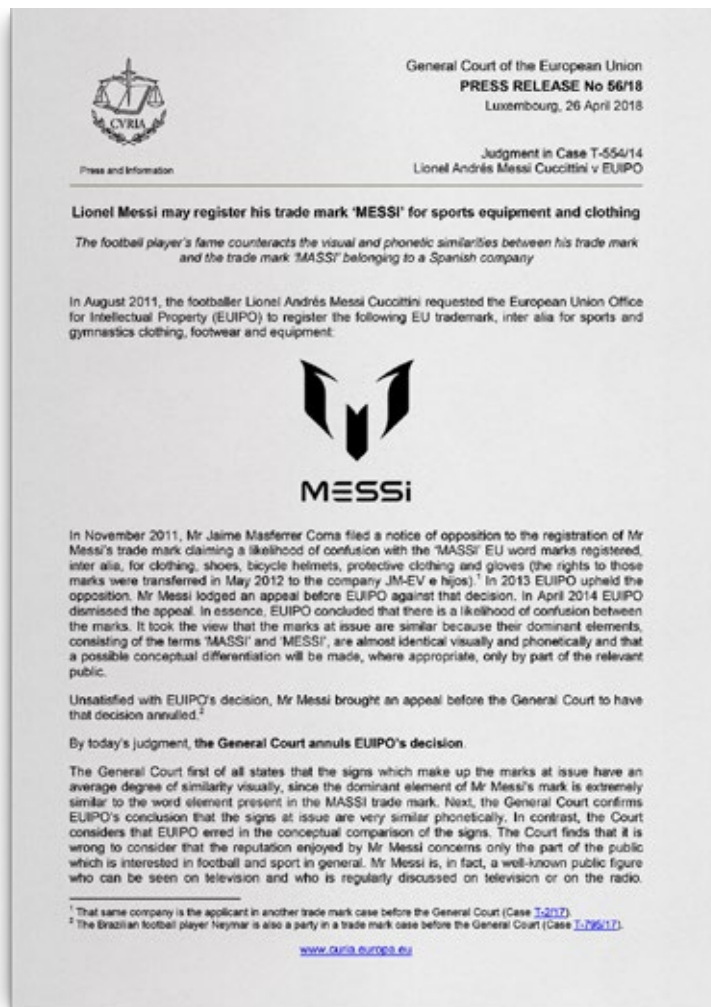 CVRIA
Press and Information
General Court of the European Union
PRESS RELEASE No 56/18
Luxembourg, 26 April 2018
Judgment in Case T-554/14
Lionel Andrés Messi Cuccittini v EUIPO
Lionel Messi may register his trade mark 'MESSI' for sports equipment and clothing
The football player's fame counteracts the visual and phonetic similarities between his trade mark
and the trade mark 'MASSI' belonging to a Spanish company
In August 2011, the footballer Lionel Andrés Messi Cuccittini requested the European Union Office
for Intellectual Property (EUIPO) to register the following EU trademark, inter alia for sports and
gymnastics clothing, footwear and equipment:
MESSi
In November 2011, Mr Jaime Masferrer Coma filed a notice of opposition to the registration of Mr
Messi's trade mark claiming a likelihood of confusion with the 'MASSI' EU word marks registered,
inter alia, for clothing, shoes, bicycle helmets, protective clothing and gloves (the rights to those
marks were transferred in May 2012 to the company JM-EV e hijos).1 In 2013 EUIPO upheld the
opposition. Mr Messi lodged an appeal before EUIPO against that decision. In April 2014 EUIPO
dismissed the appeal. In essence, EUIPO concluded that there is a likelihood of confusion between
the marks. It took the view that the marks at issue are similar because their dominant elements,
consisting of the terms 'MASSI' and 'MESSI', are almost identical visually and phonetically and that
a possible conceptual differentiation will be made, where appropriate, only by part of the relevant
public.
Unsatisfied with EUIPO's decision, Mr Messi brought an appeal before the General Court to have
that decision annulled.2
By today's judgment, the General Court annuls EUIPO's decision.
The General Court first of all states that the signs which make up the marks at issue have an
average degree of similarity visually, since the dominant element of Mr Messi's mark is extremely
similar to the word element present in the MASSI trade mark. Next, the General Court confirms
EUIPO's conclusion that the signs at issue are very similar phonetically. In contrast, the Court
considers that EUIPO erred in the conceptual comparison of the signs. The Court finds that it is
wrong to consider that the reputation enjoyed by Mr Messi concerns only the part of the public
which is interested in football and sport in general. Mr Messi is, in fact, a well-known public figure
who can be seen on television and who is regularly discussed on television or on the radio.
1 That same company is the applicant in another trade mark case before the General Court (Case T-2/17).
2 The Brazilian football player Neymar is also a party in a trade mark case before the General Court (Case T-795/17).
www.curia.europa.eu